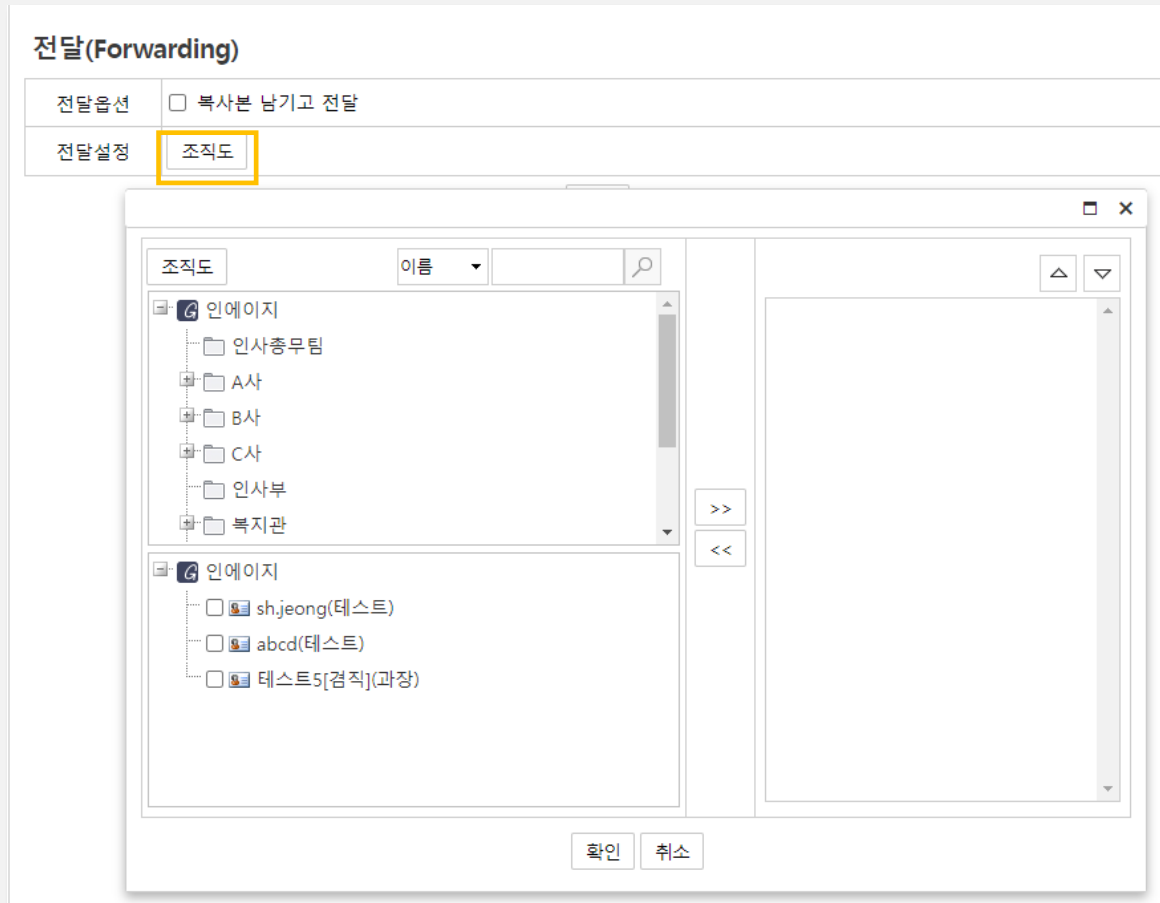 전달(Forwarding)
전달옵션 복사본 남기고 전달
전달설정 조직도
조직도 이름
인에이지
인사총무팀
A사
B사
C사
인사부
복지관
>>
<<
인에이지
sh.jeong(테스트)
abcd(테스트)
테스트5[겸직](과장)
확인 취소